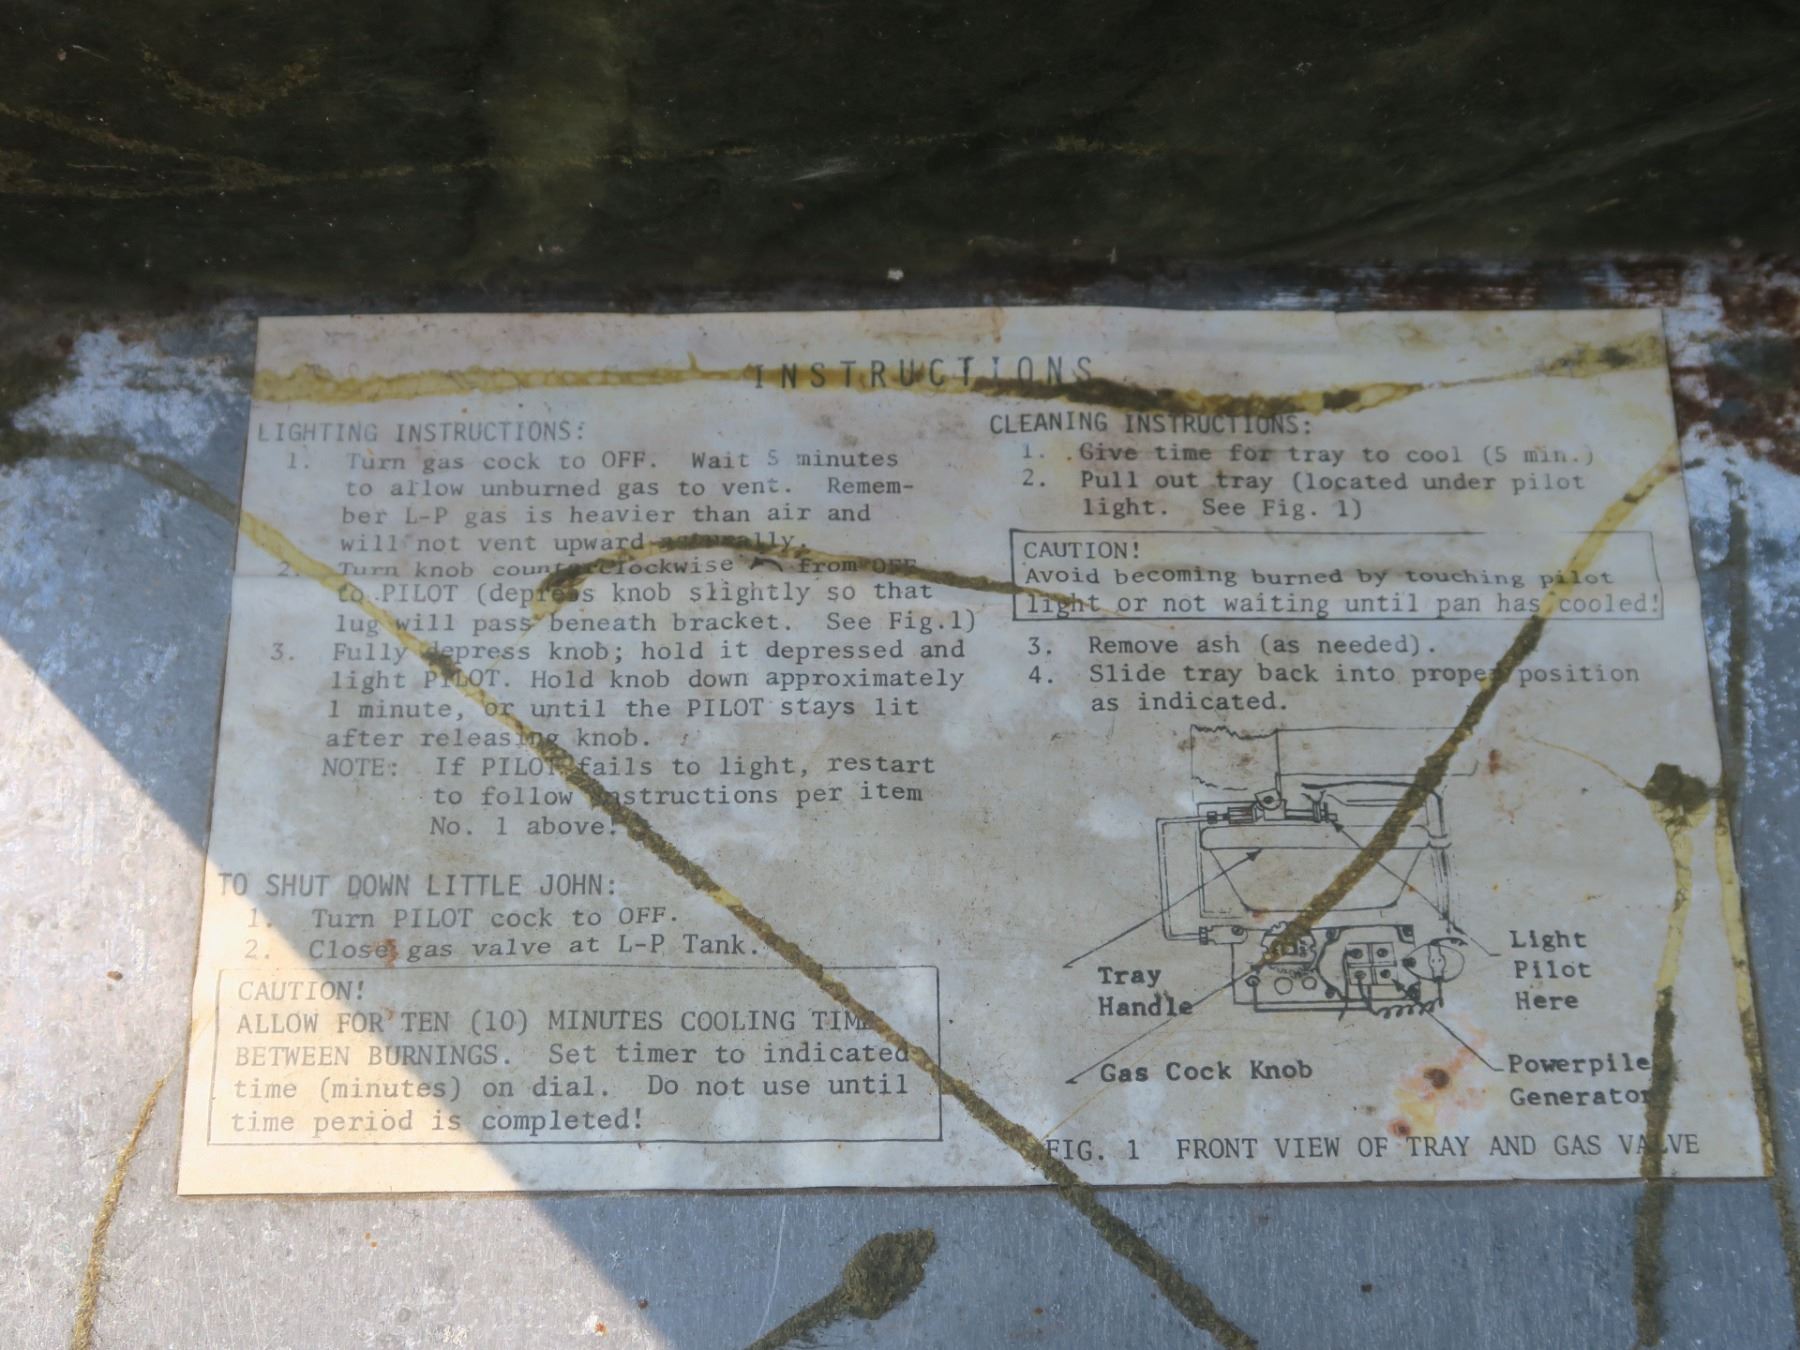 INSTRUCTIONS
LIGHTING INSTRUCTIONS:
1. Turn gas cock to OFF. Wait 5 minutes
to allow unburned gas to vent. Remem-
ber L-P gas is heavier than air and
will not vent upward naturally.
2. Turn knob counterclockwise from OFF
to PILOT (depress knob slightly so that
lug will pass beneath bracket. See Fig.1)
3. Fully depress knob; hold it depressed and
light PILOT. Hold knob down approximately
1 minute, or until the PILOT stays lit
after releasing knob.
NOTE: If PILOT fails to light, restart
to follow instructions per item
No. 1 above!
TO SHUT DOWN LITTLE JOHN:
1. Turn PILOT cock to OFF.
2. Close gas valve at L-P Tank.
CAUTION!
ALLOW FOR TEN (10) MINUTES COOLING TIME
BETWEEN BURNINGS. Set timer to indicated
time (minutes) on dial. Do not use until
time period is completed!
CLEANING INSTRUCTIONS:
1. Give time for tray to cool (5 min.)
2. Pull out tray (located under pilot
light. See Fig. 1)
CAUTION!
Avoid becoming burned by touching pilot
light or not waiting until pan has cooled!
3. Remove ash (as needed).
4. Slide tray back into proper position
as indicated.
Tray
Handle
Gas Cock Knob
Light
Pilot
Here
Powerpile
Generator
FIG. 1 FRONT VIEW OF TRAY AND GAS VALVE